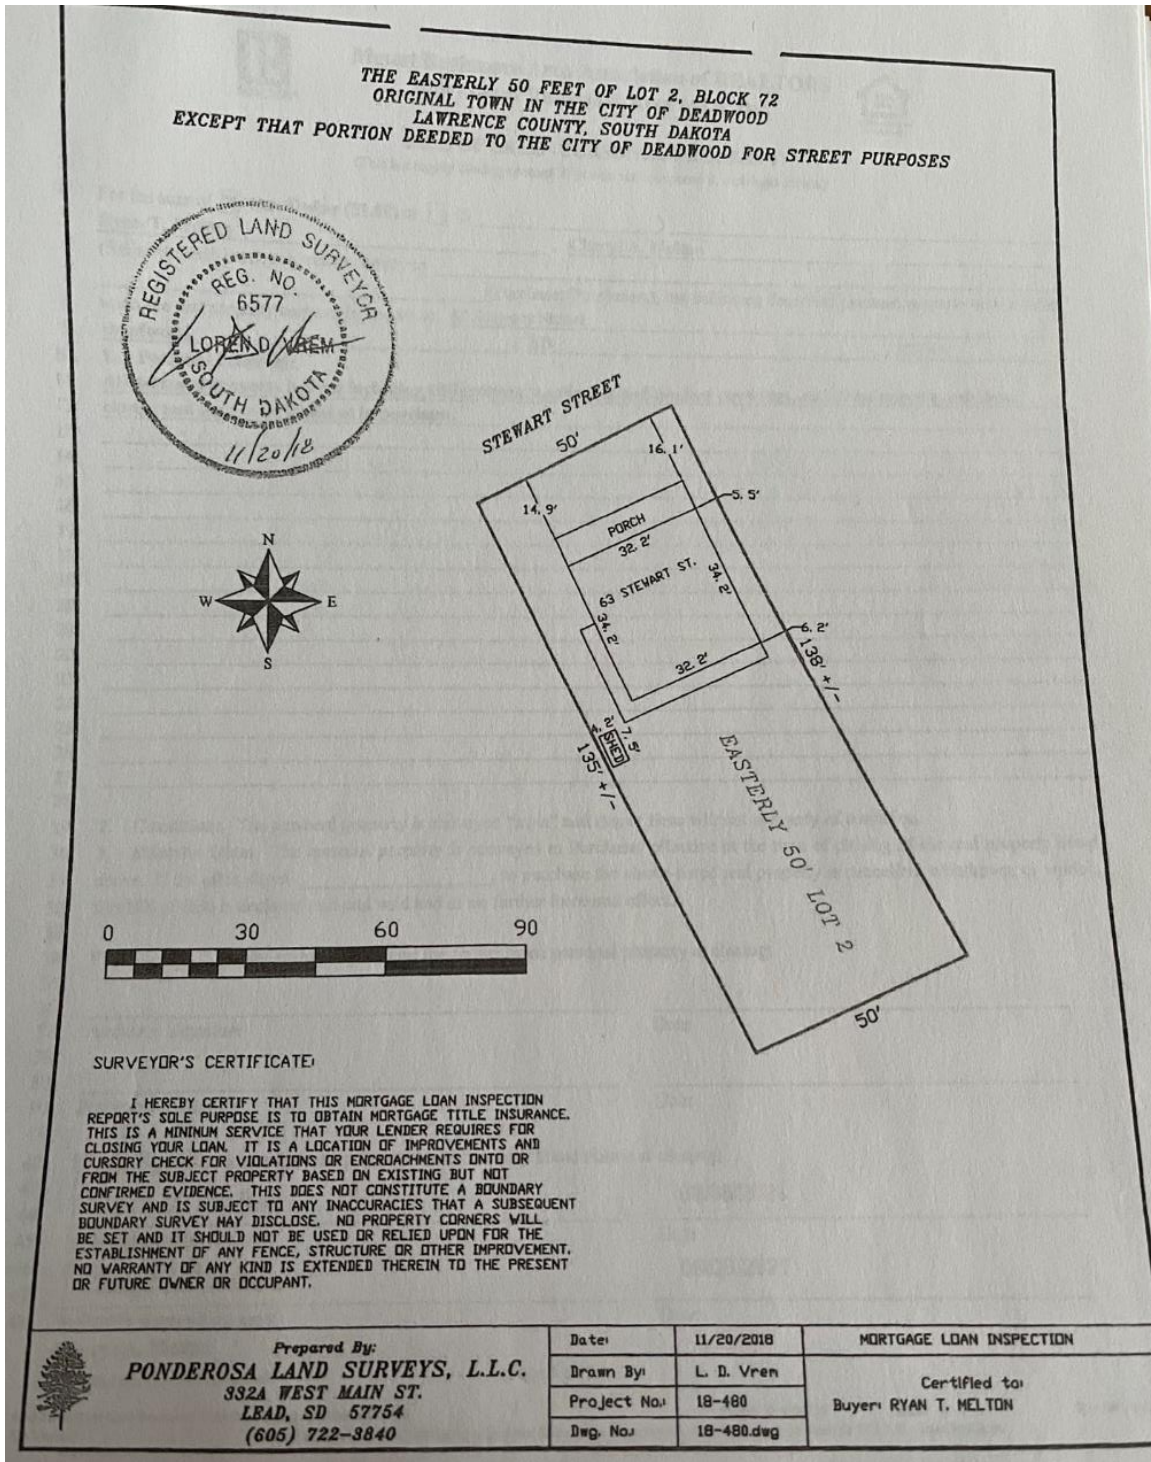 THE EASTERLY 50 FEET OF LOT 2, BLOCK 72
ORIGINAL TOWN IN THE CITY OF DEADWOOD
LAWRENCE COUNTY, SOUTH DAKOTA
EXCEPT THAT PORTION DEEDED TO THE CITY OF DEADWOOD FOR STREET PURPOSES
REGISTERED LAND SURVEYOR
REG. NO.
6577
LOREN D. VREM
SOUTH DAKOTA
11/20/18
STEWART STREET
50'
16.1'
14.9'
5.5'
PORCH
32.2'
63 STEWART ST.
34.2'
34.2'
6.2'
32.2'
138' +/-
N
W
E
S
SHED
7.5'
135' +/-
EASTERLY 50' LOT 2
50'
0 30 60 90
SURVEYOR'S CERTIFICATE:
I HEREBY CERTIFY THAT THIS MORTGAGE LOAN INSPECTION
REPORT'S SOLE PURPOSE IS TO OBTAIN MORTGAGE TITLE INSURANCE.
THIS IS A MININUM SERVICE THAT YOUR LENDER REQUIRES FOR
CLOSING YOUR LOAN. IT IS A LOCATION OF IMPROVEMENTS AND
CURSORY CHECK FOR VIOLATIONS OR ENCROACHMENTS ONTO OR
FROM THE SUBJECT PROPERTY BASED ON EXISTING BUT NOT
CONFIRMED EVIDENCE. THIS DOES NOT CONSTITUTE A BOUNDARY
SURVEY AND IS SUBJECT TO ANY INACCURACIES THAT A SUBSEQUENT
BOUNDARY SURVEY MAY DISCLOSE. NO PROPERTY CORNERS WILL
BE SET AND IT SHOULD NOT BE USED OR RELIED UPON FOR THE
ESTABLISHMENT OF ANY FENCE, STRUCTURE OR OTHER IMPROVEMENT.
NO WARRANTY OF ANY KIND IS EXTENDED THEREIN TO THE PRESENT
OR FUTURE OWNER OR OCCUPANT.
Prepared By:
PONDEROSA LAND SURVEYS, L.L.C.
332A WEST MAIN ST.
LEAD, SD 57754
(605) 722-3840
Date: 11/20/2018
Drawn By: L. D. Vrem
Project No.: 18-480
Dwg. No.: 18-480.dwg
MORTGAGE LOAN INSPECTION
Certified to:
Buyer: RYAN T. MELTON